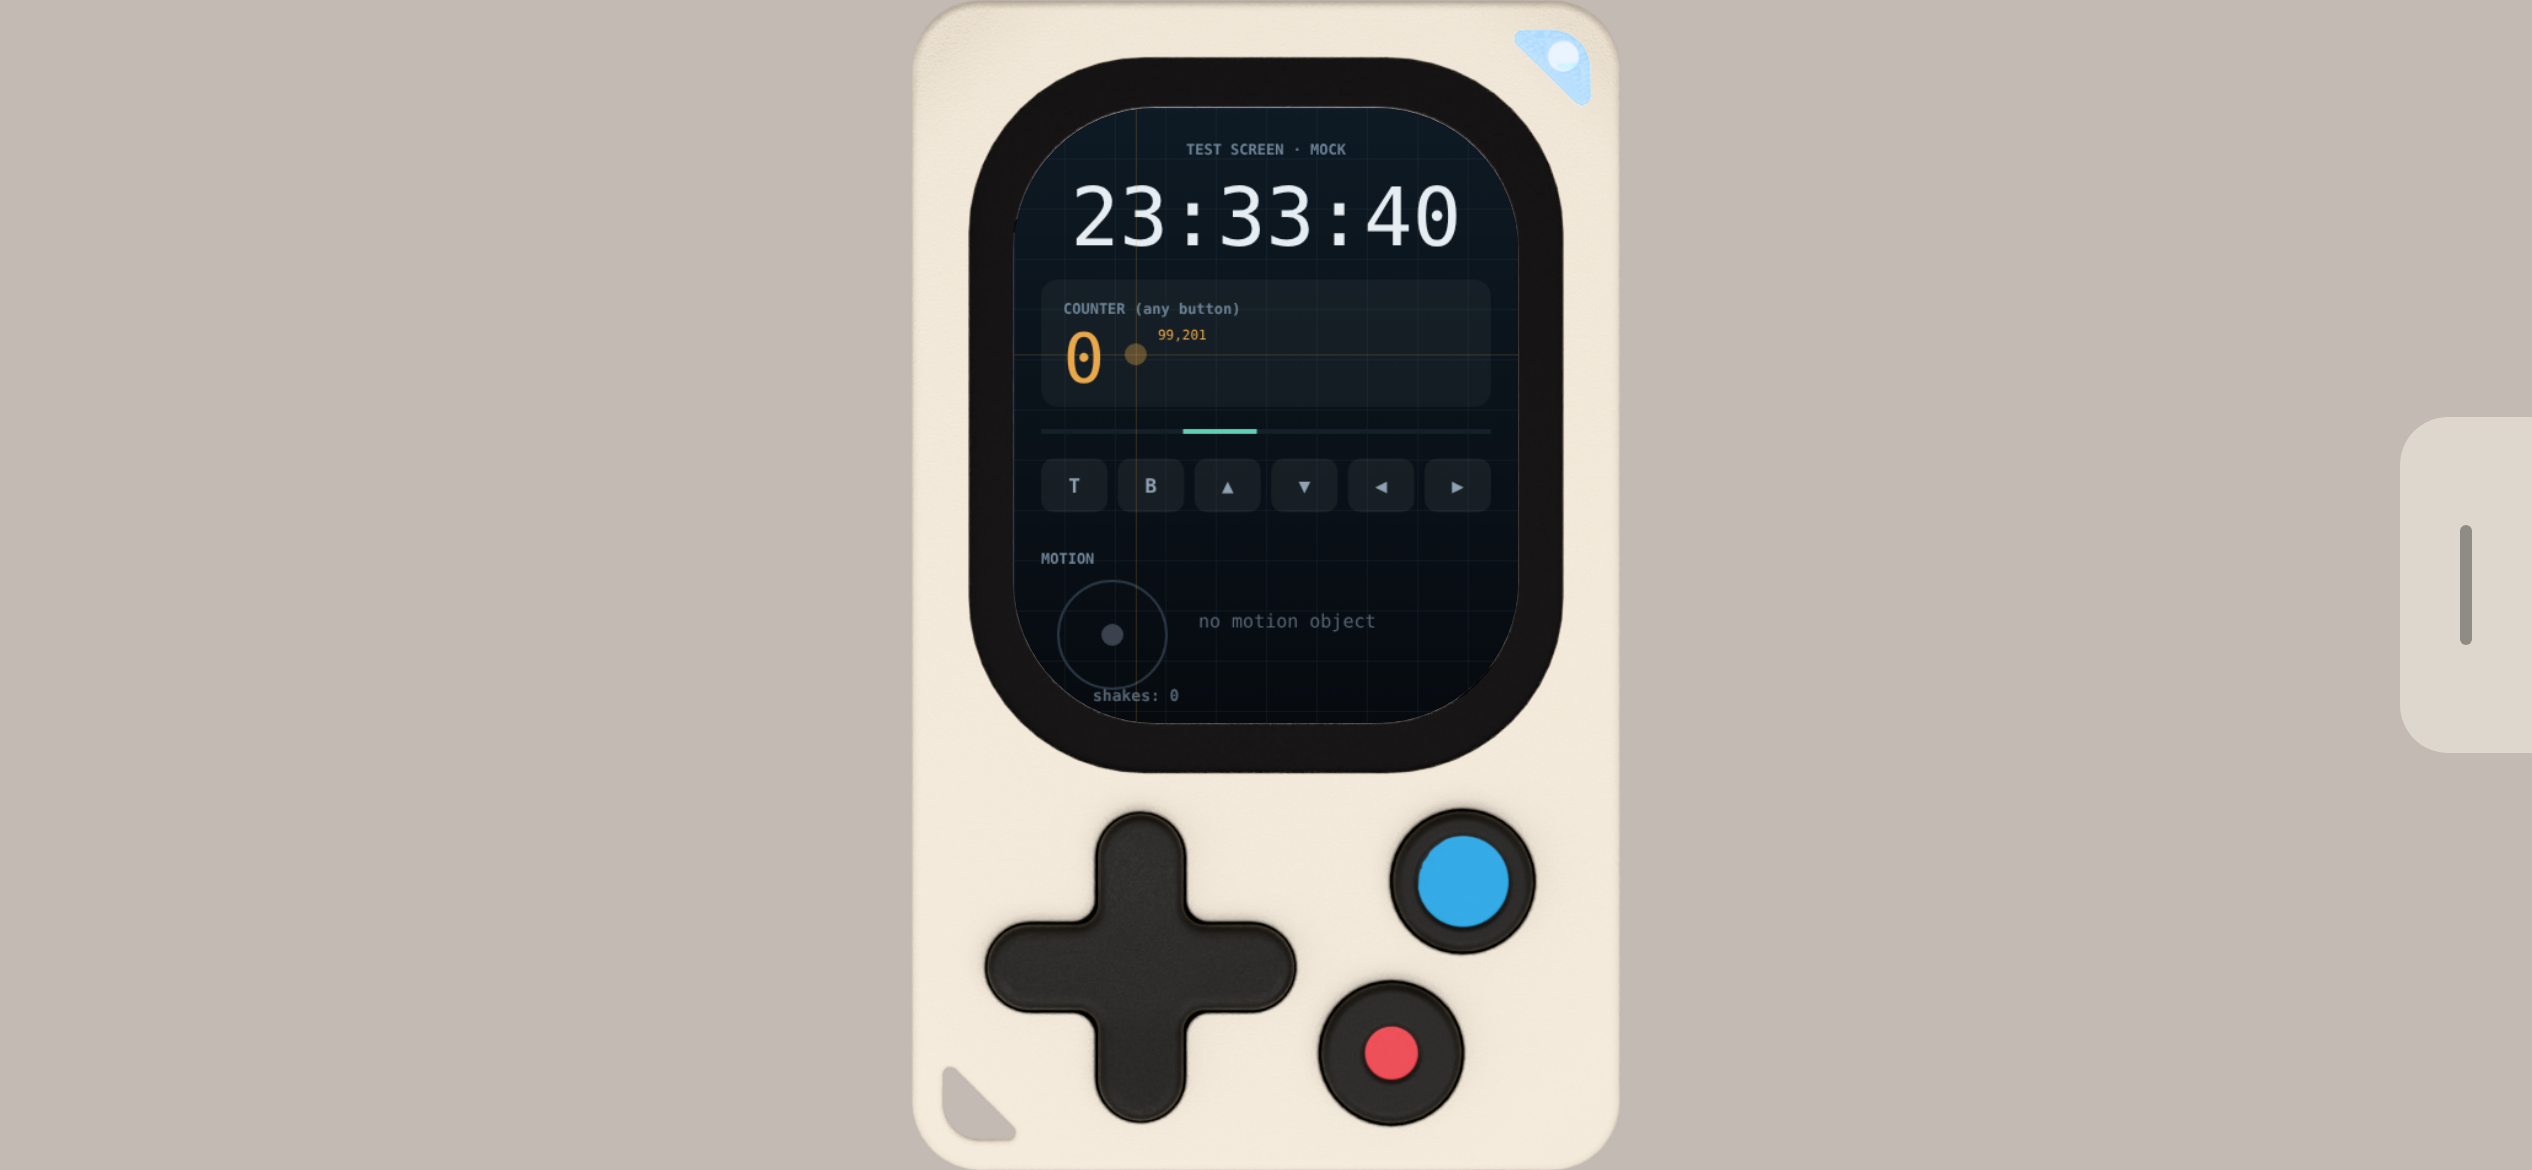 TEST SCREEN · MOCK
23:33:40
COUNTER (any button)
99,201
0
T B ▲ ▼ ◀ ▶
MOTION
no motion object
shakes: 0